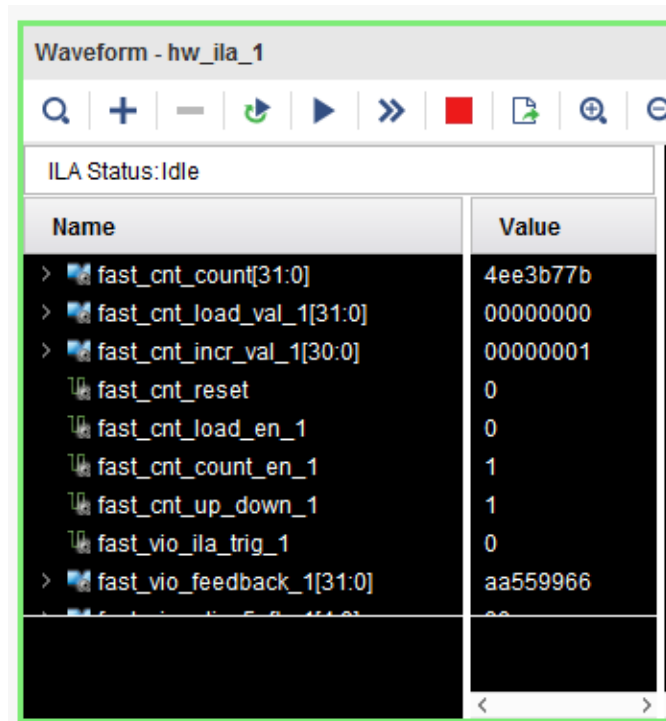 Waveform - hw_ila_1
ILA Status:Idle
Name Value
fast_cnt_count[31:0] 4ee3b77b
fast_cnt_load_val_1[31:0] 00000000
fast_cnt_incr_val_1[30:0] 00000001
fast_cnt_reset 0
fast_cnt_load_en_1 0
fast_cnt_count_en_1 1
fast_cnt_up_down_1 1
fast_vio_ila_trig_1 0
fast_vio_feedback_1[31:0] aa559966